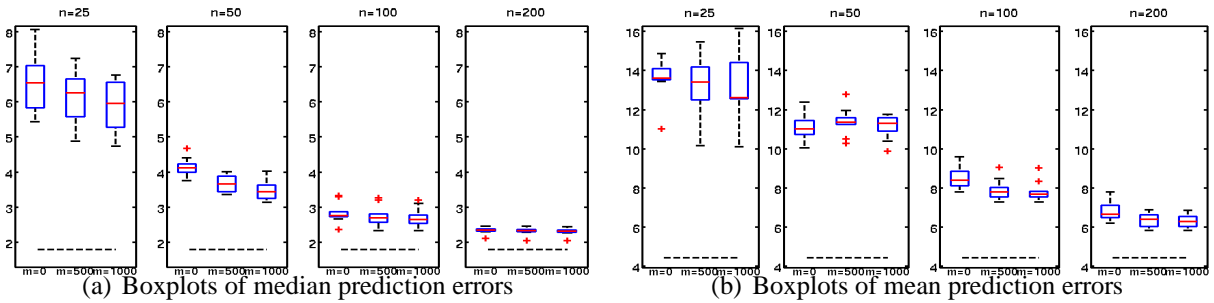 n=25 n=50 n=100 n=200 n=25 n=50 n=100 n=200
8 8 8 8 16 16 16 16
7 7 7 7 14 14 14 14
6 6 6 6 12 12 12 12
5 5 5 5 10 10 10 10
4 4 4 4 8 8 8 8
3 3 3 3 6 6 6 6
2 2 2 2 4 4 4 4
m=0 m=500 m=1000 m=0 m=500 m=1000 m=0 m=500 m=1000 m=0 m=500 m=1000 m=0 m=500 m=1000 m=0 m=500 m=1000 m=0 m=500 m=1000 m=0 m=500 m=1000
(a) Boxplots of median prediction errors (b) Boxplots of mean prediction errors